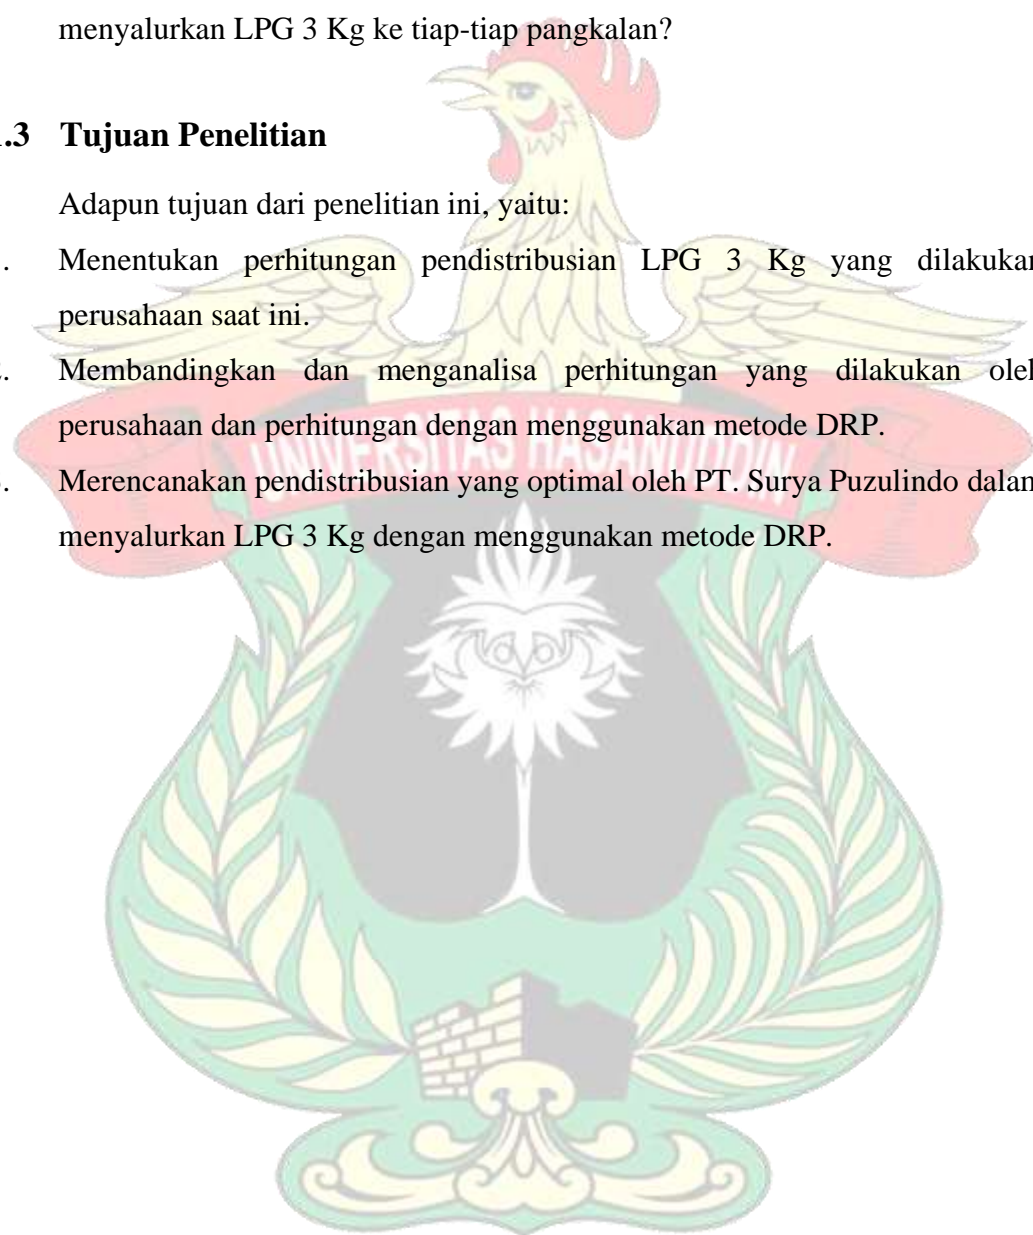 menyalurkan LPG 3 Kg ke tiap-tiap pangkalan?
.3 Tujuan Penelitian
Adapun tujuan dari penelitian ini, yaitu:
. Menentukan perhitungan pendistribusian LPG 3 Kg yang dilakukan
perusahaan saat ini.
2. Membandingkan dan menganalisa perhitungan yang dilakukan oleh
perusahaan dan perhitungan dengan menggunakan metode DRP.
. Merencanakan pendistribusian yang optimal oleh PT. Surya Puzulindo dalam
menyalurkan LPG 3 Kg dengan menggunakan metode DRP.
UNIVERSITAS HASANUDDIN